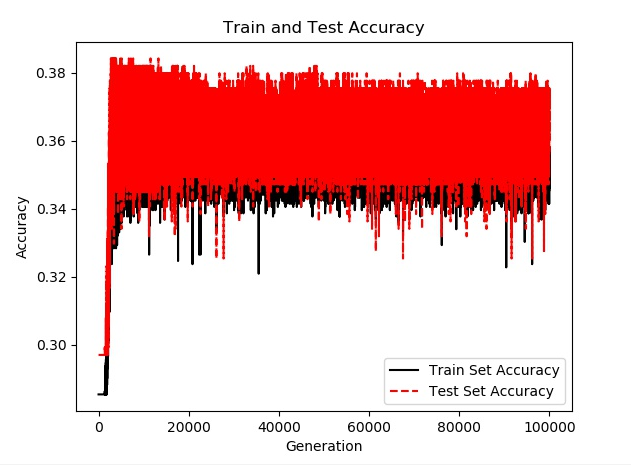 Train and Test Accuracy
0.38
0.36
0.34
0.32
0.30
Accuracy
Train Set Accuracy
Test Set Accuracy
0
20000
40000
60000
80000
100000
Generation